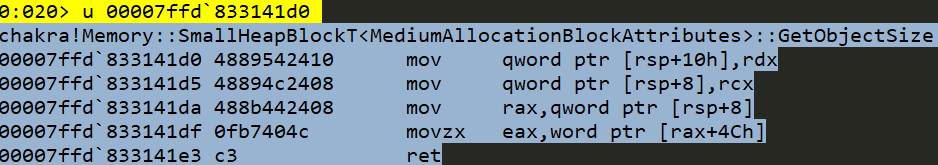 0:020> u 00007ffd`833141d0
chakra!Memory::SmallHeapBlockT<MediumAllocationBlockAttributes>::GetObjectSize
00007ffd`833141d0 4889542410 mov qword ptr [rsp+10h],rdx
00007ffd`833141d5 48894c2408 mov qword ptr [rsp+8],rcx
00007ffd`833141da 488b442408 mov rax,qword ptr [rsp+8]
00007ffd`833141df 0fb7404c movzx eax,word ptr [rax+4Ch]
00007ffd`833141e3 c3 ret